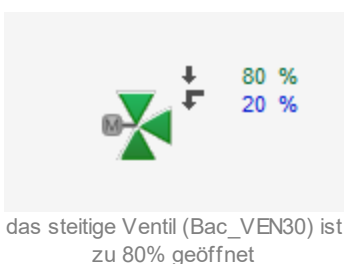 80 %
20 %
M
das steitige Ventil (Bac_VEN30) ist
zu 80% geöffnet